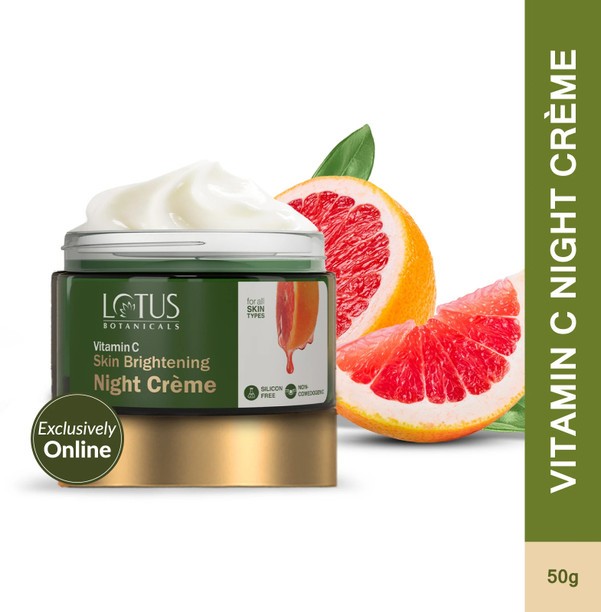 LOTUS
BOTANICALS
Vitamin C
Skin Brightening
Night Crème
for all
SKIN
TYPES
SILICON
FREE
NON-
COMEDOGENIC
Exclusively
Online
VITAMIN C NIGHT CRÈME
50g